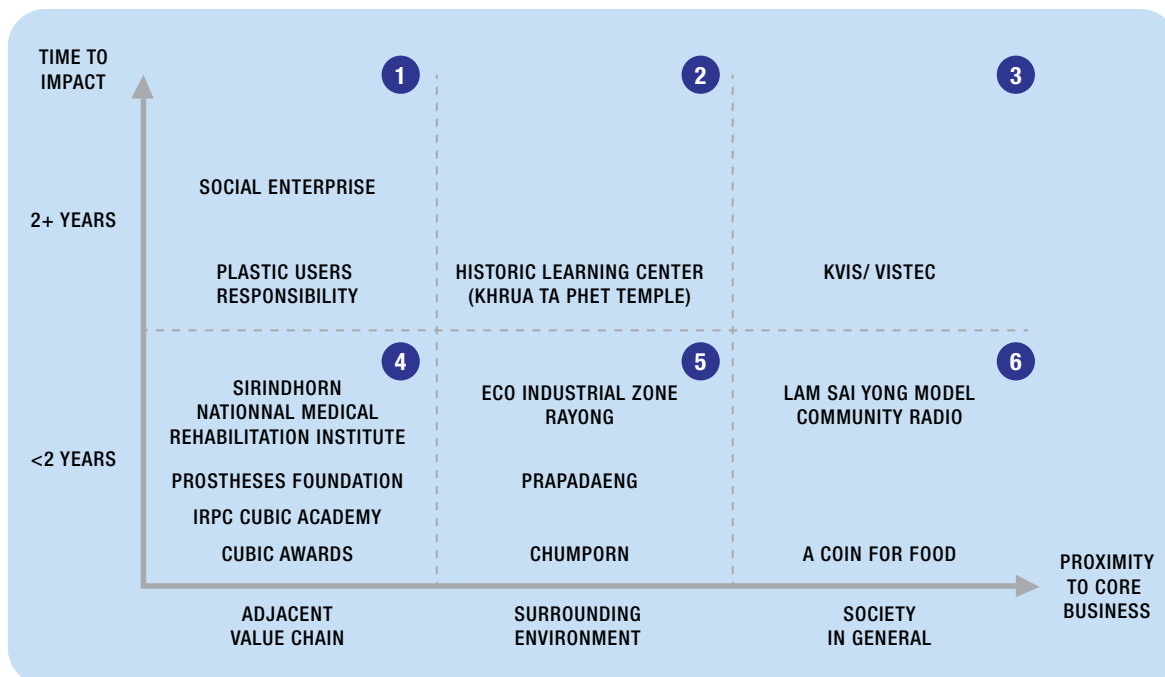 TIME TO
IMPACT
1
2
3
SOCIAL ENTERPRISE
2+ YEARS
PLASTIC USERS
RESPONSIBILITY
HISTORIC LEARNING CENTER
(KHRUA TA PHET TEMPLE)
KVIS/ VISTEC
4
5
6
SIRINDHORN
NATIONNAL MEDICAL
REHABILITATION INSTITUTE
ECO INDUSTRIAL ZONE
RAYONG
LAM SAI YONG MODEL
COMMUNITY RADIO
<2 YEARS
PROSTHESES FOUNDATION
PRAPADAENG
IRPC CUBIC ACADEMY
CUBIC AWARDS
CHUMPORN
A COIN FOR FOOD
PROXIMITY
TO CORE
BUSINESS
ADJACENT
VALUE CHAIN
SURROUNDING
ENVIRONMENT
SOCIETY
IN GENERAL